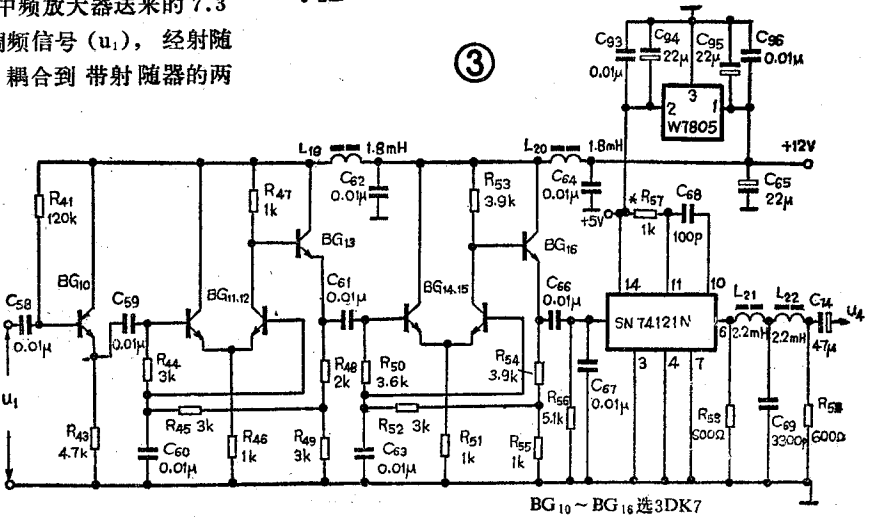 中频放大器送来的 7.3
调频信号 (u₁), 经射随
耦合到 带射随器的两
③
C93
0.01μ
C94
22μ
C95
22μ
C96
0.01μ
3
2
1
W7805
+12V
L19
1.8mH
L20
1.8mH
R41
120k
R47
1k
C62
0.01μ
R53
3.9k
C64
0.01μ
C65
22μ
+5V
* R57
1k
C68
100p
BG10
BG13
BG16
C58
0.01μ
C59
0.01μ
BG11.12
C61
0.01μ
BG14.15
C66
0.01μ
14
11
10
SN 74121N
6
3
4
7
L21
2.2mH
L22
2.2mH
C74
47μ
u4
u1
R44
3k
R48
2k
R50
3.6k
R54
3.9k
R56
5.1k
C67
0.01μ
R43
4.7k
R45 3k
C60
0.01μ
R46
1k
R49
3k
R52
3k
C63
0.01μ
R51
1k
R55
1k
R58
600Ω
C69
3300p
600Ω
BG10~BG16选3DK7